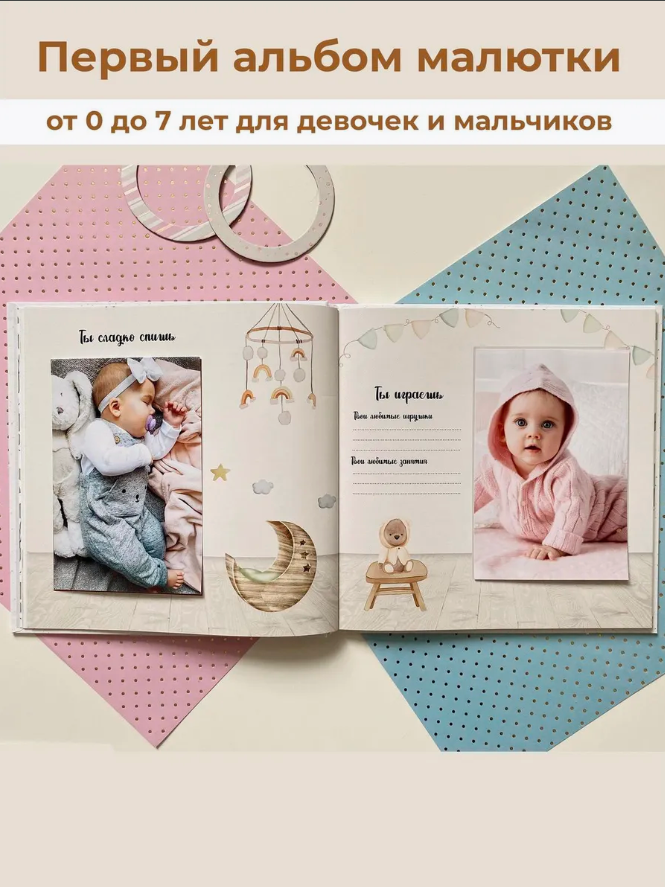 Первый альбом малютки
от 0 до 7 лет для девочек и мальчиков
Ты сладко спишь
Ты играешь
Твои любимые игрушки
Твои любимые занятия